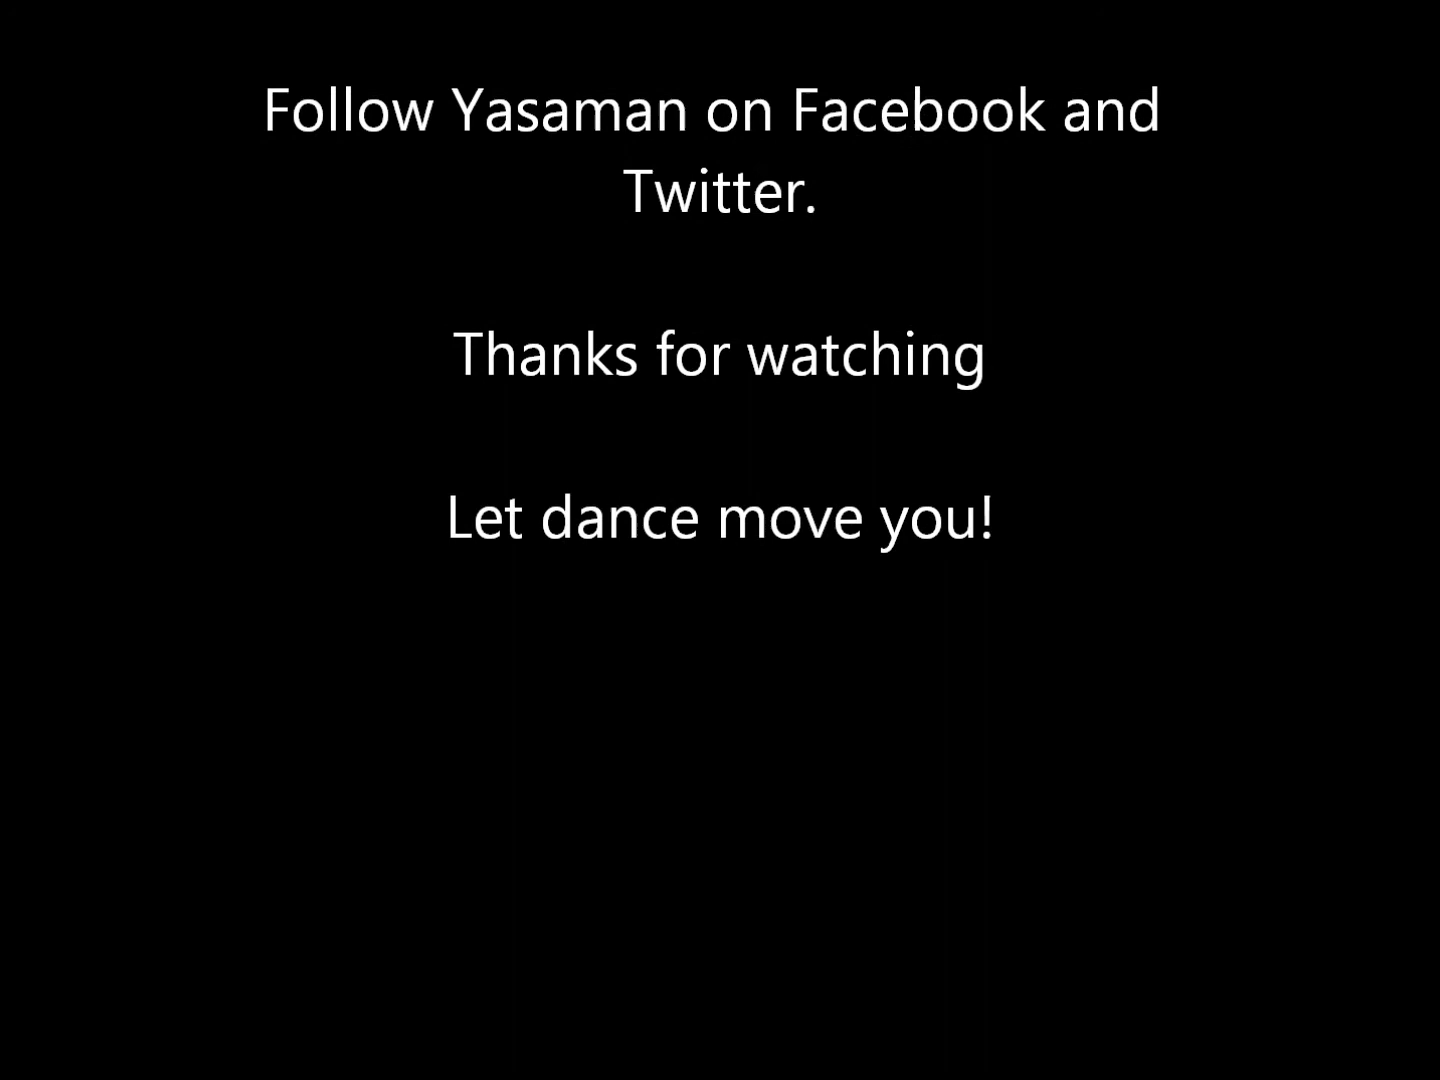 Follow Yasaman on Facebook and
Twitter.
Thanks for watching
Let dance move you!